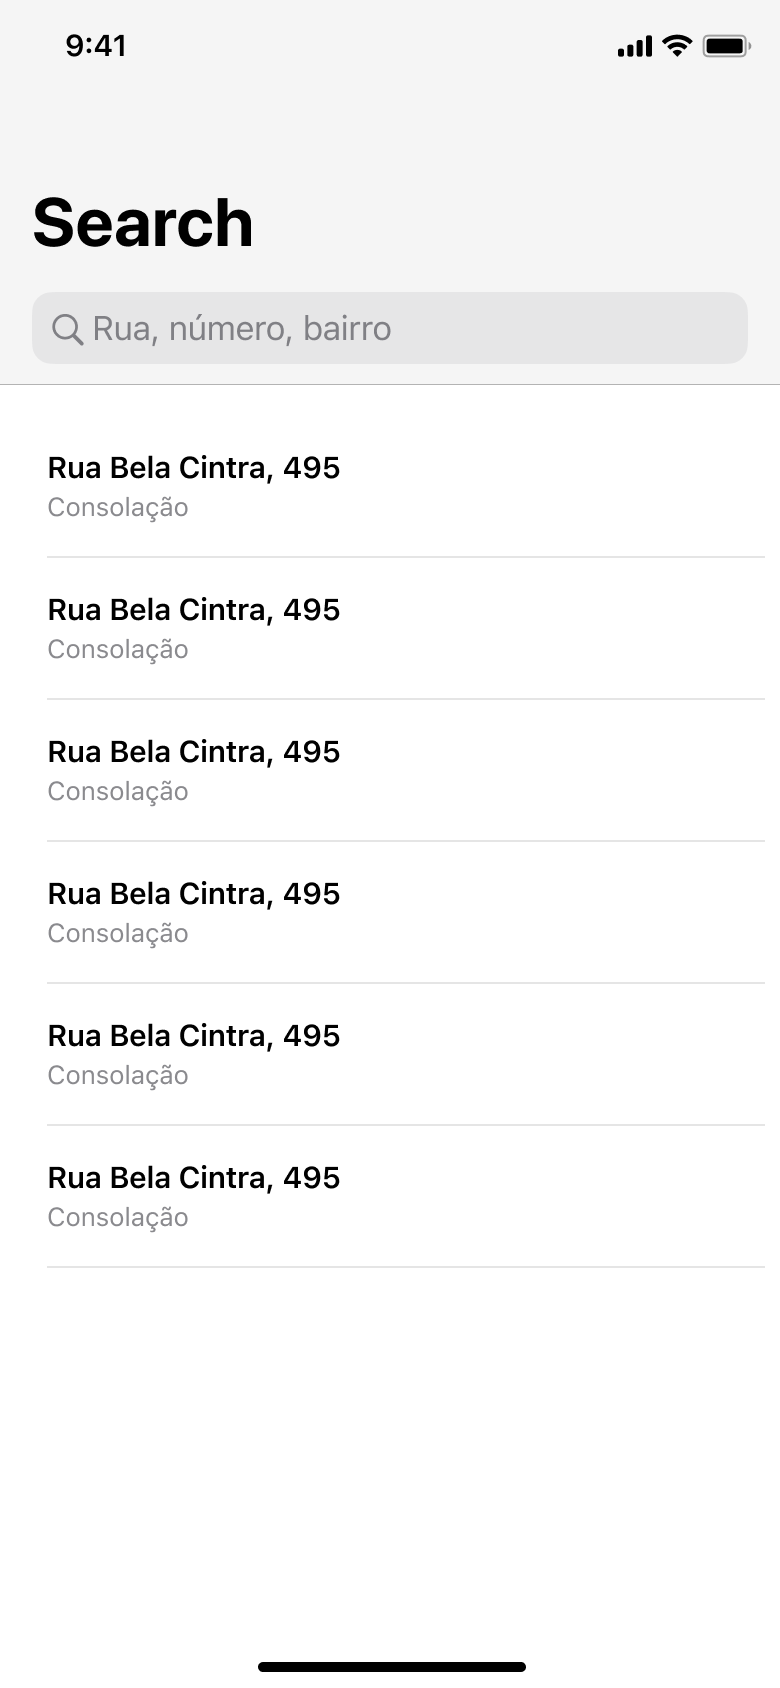 9:41
Search
Rua, número, bairro
Rua Bela Cintra, 495
Consolação
Rua Bela Cintra, 495
Consolação
Rua Bela Cintra, 495
Consolação
Rua Bela Cintra, 495
Consolação
Rua Bela Cintra, 495
Consolação
Rua Bela Cintra, 495
Consolação